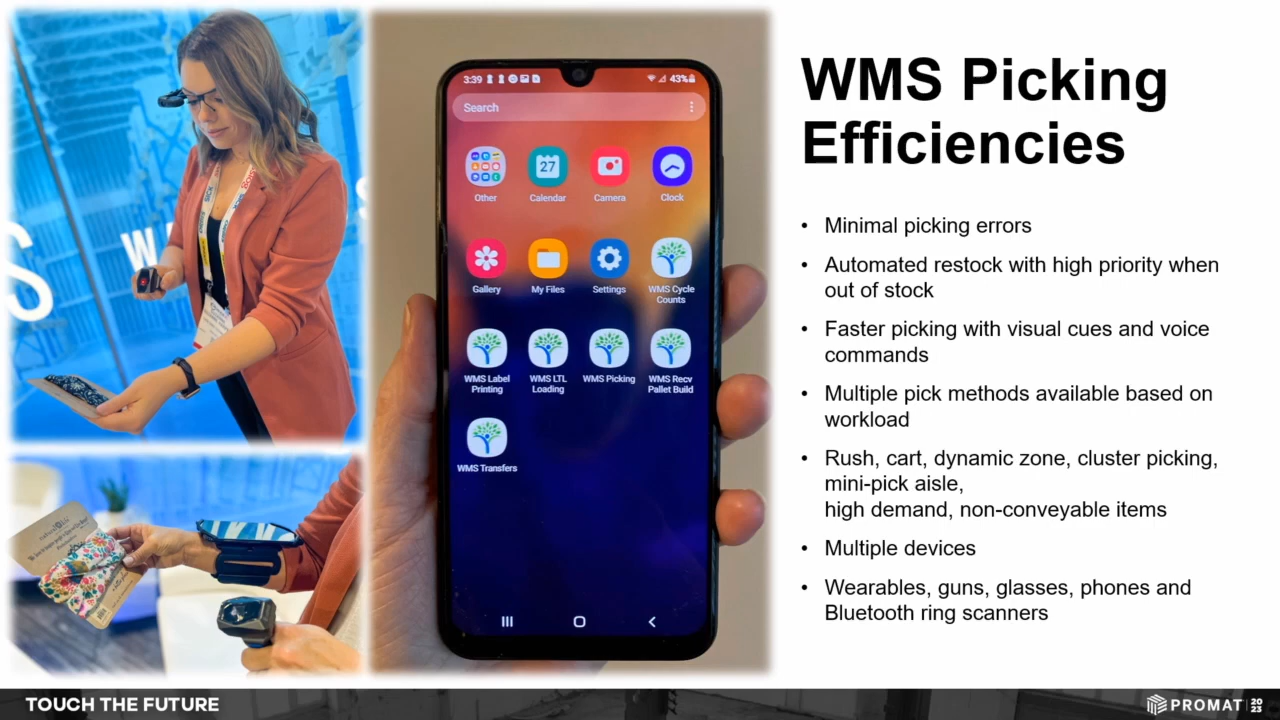 WMS Picking
Efficiencies
• Minimal picking errors
• Automated restock with high priority when
out of stock
• Faster picking with visual cues and voice
commands
• Multiple pick methods available based on
workload
• Rush, cart, dynamic zone, cluster picking,
mini-pick aisle,
high demand, non-conveyable items
• Multiple devices
• Wearables, guns, glasses, phones and
Bluetooth ring scanners
3:39
43%
Search
27
Other
Calendar
Camera
Clock
Gallery
My Files
Settings
WMS Cycle
Counts
WMS Label
Printing
WMS LTL
Loading
WMS Picking
WMS Recv
Pallet Build
WMS Transfers
S
W
TOUCH THE FUTURE
PROMAT 20
23